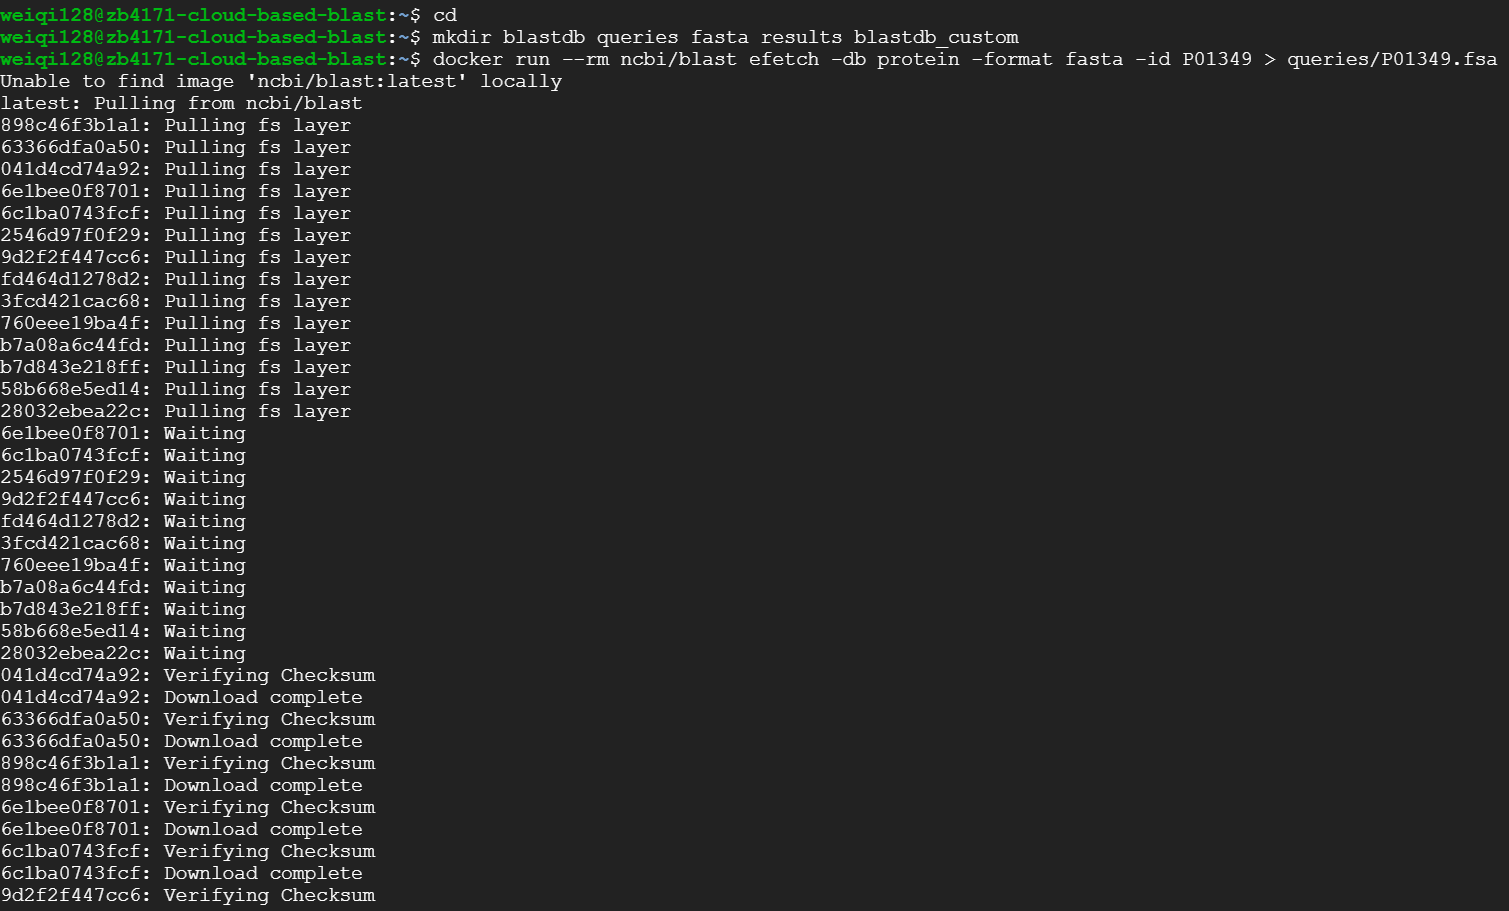 weiqi128@zb4171-cloud-based-blast:~$ cd
weiqi128@zb4171-cloud-based-blast:~$ mkdir blastdb queries fasta results blastdb_custom
weiqi128@zb4171-cloud-based-blast:~$ docker run --rm ncbi/blast efetch -db protein -format fasta -id P01349 > queries/P01349.fsa
Unable to find image 'ncbi/blast:latest' locally
latest: Pulling from ncbi/blast
898c46f3b1a1: Pulling fs layer
63366dfa0a50: Pulling fs layer
041d4cd74a92: Pulling fs layer
6e1bee0f8701: Pulling fs layer
6c1ba0743fcf: Pulling fs layer
2546d97f0f29: Pulling fs layer
9d2f2f447cc6: Pulling fs layer
fd464d1278d2: Pulling fs layer
3fcd421cac68: Pulling fs layer
760eee19ba4f: Pulling fs layer
b7a08a6c44fd: Pulling fs layer
b7d843e218ff: Pulling fs layer
58b668e5ed14: Pulling fs layer
28032ebea22c: Pulling fs layer
6e1bee0f8701: Waiting
6c1ba0743fcf: Waiting
2546d97f0f29: Waiting
9d2f2f447cc6: Waiting
fd464d1278d2: Waiting
3fcd421cac68: Waiting
760eee19ba4f: Waiting
b7a08a6c44fd: Waiting
b7d843e218ff: Waiting
58b668e5ed14: Waiting
28032ebea22c: Waiting
041d4cd74a92: Verifying Checksum
041d4cd74a92: Download complete
63366dfa0a50: Verifying Checksum
63366dfa0a50: Download complete
898c46f3b1a1: Verifying Checksum
898c46f3b1a1: Download complete
6e1bee0f8701: Verifying Checksum
6e1bee0f8701: Download complete
6c1ba0743fcf: Verifying Checksum
6c1ba0743fcf: Download complete
9d2f2f447cc6: Verifying Checksum